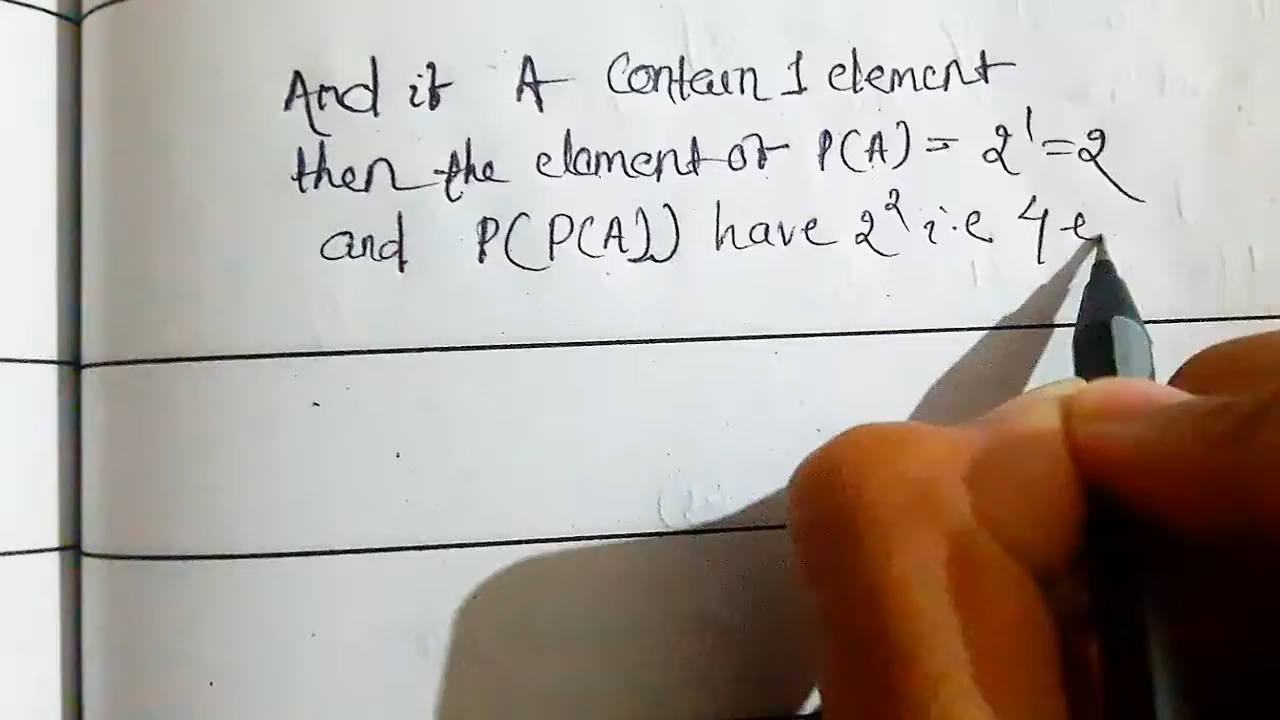 And if A Contain 1 element
then the element of P(A) = 2¹ = 2
and P(P(A)) have 2² i.e 4 e